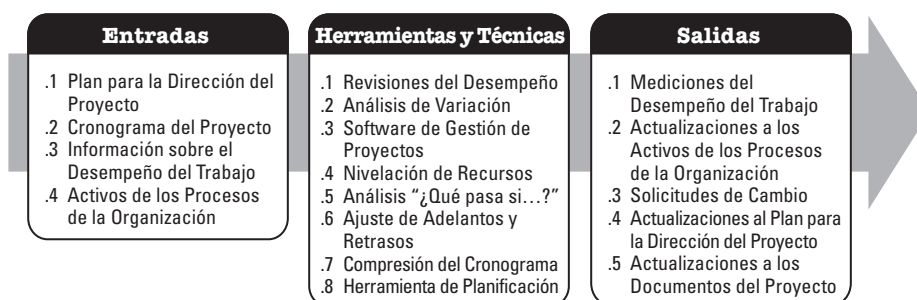 Entradas
.1 Plan para la Dirección del
Proyecto
.2 Cronograma del Proyecto
.3 Información sobre el
Desempeño del Trabajo
.4 Activos de los Procesos
de la Organización
Herramientas y Técnicas
.1 Revisiones del Desempeño
.2 Análisis de Variación
.3 Software de Gestión de
Proyectos
.4 Nivelación de Recursos
.5 Análisis “¿Qué pasa si…?”
.6 Ajuste de Adelantos y
Retrasos
.7 Compresión del Cronograma
.8 Herramienta de Planificación
Salidas
.1 Mediciones del
Desempeño del Trabajo
.2 Actualizaciones a los
Activos de los Procesos
de la Organización
.3 Solicitudes de Cambio
.4 Actualizaciones al Plan para
la Dirección del Proyecto
.5 Actualizaciones a los
Documentos del Proyecto